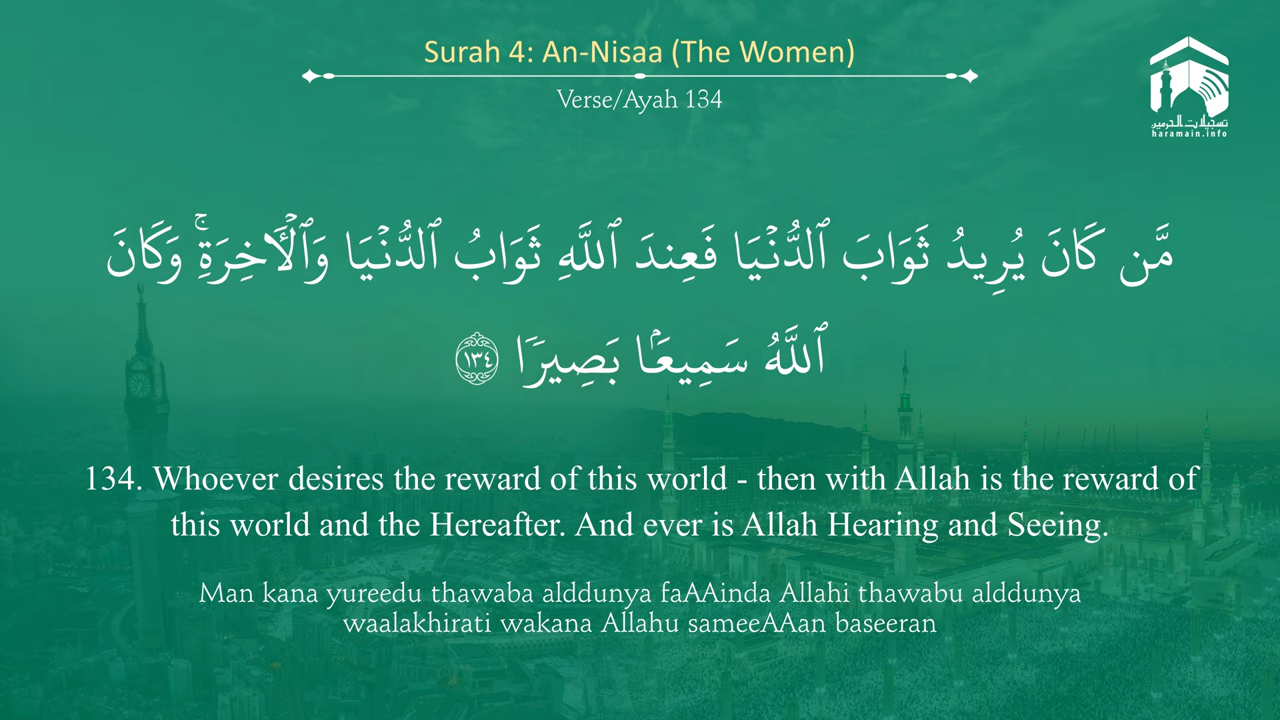 Surah 4: An-Nisaa (The Women)
Verse/Ayah 134
تسجيلات الحرمين
haramain.info
مَّن كَانَ يُرِيدُ ثَوَابَ ٱلدُّنْيَا فَعِندَ ٱللَّهِ ثَوَابُ ٱلدُّنْيَا وَٱلْـَٔاخِرَةِۚ وَكَانَ
ٱللَّهُ سَمِيعًۢا بَصِيرًا ١٣٤
134. Whoever desires the reward of this world - then with Allah is the reward of
this world and the Hereafter. And ever is Allah Hearing and Seeing.
Man kana yureedu thawaba alddunya faAAinda Allahi thawabu alddunya
waalakhirati wakana Allahu sameeAAan baseeran